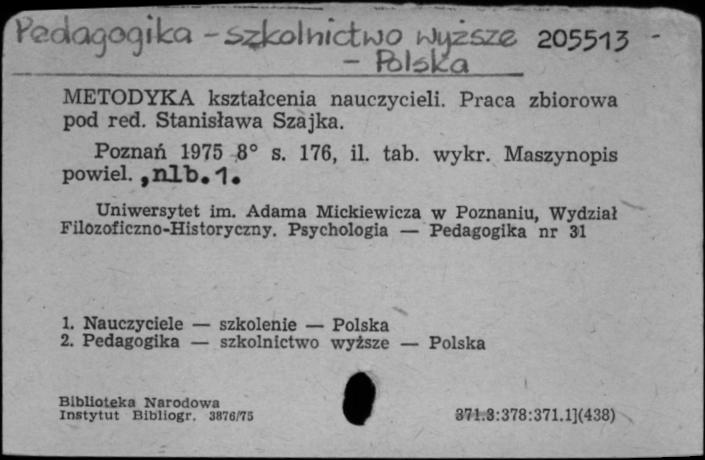 Pedagogika - szkolnictwo wyższe 205513 -
- Polska
METODYKA kształcenia nauczycieli. Praca zbiorowa
pod red. Stanisława Szajka.
Poznań 1975 8° s. 176, il. tab. wykr. Maszynopis
powiel. , nlb. 1.
Uniwersytet im. Adama Mickiewicza w Poznaniu, Wydział
Filozoficzno-Historyczny. Psychologia — Pedagogika nr 31
1. Nauczyciele — szkolenie — Polska
2. Pedagogika — szkolnictwo wyższe — Polska
Biblioteka Narodowa
Instytut Bibliogr. 3876/75
371.3:378:371.1](438)